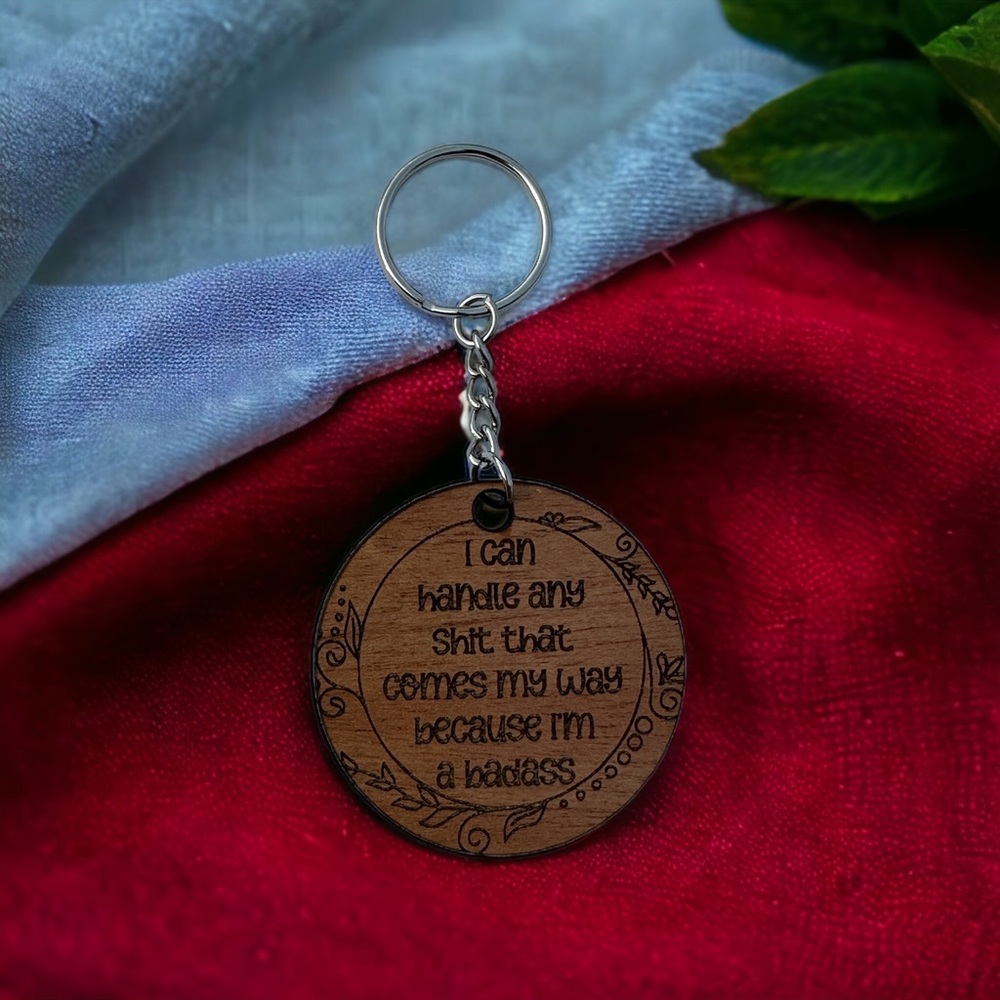 I can
handle any
shit that
comes my way
because I'm
a badass